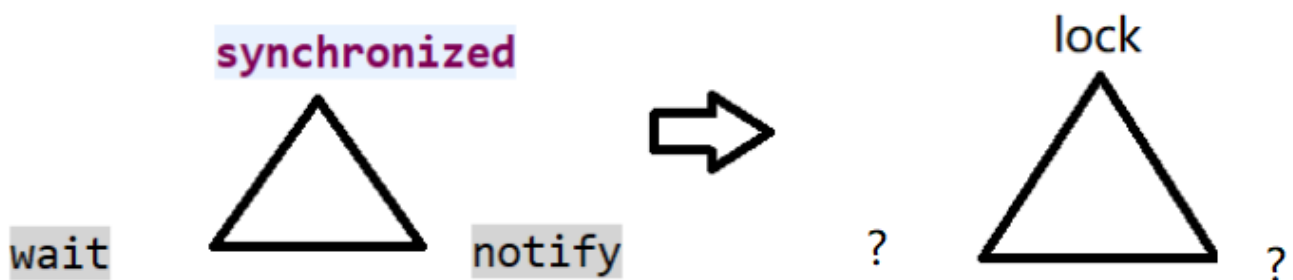 synchronized
lock
wait
notify
?
?